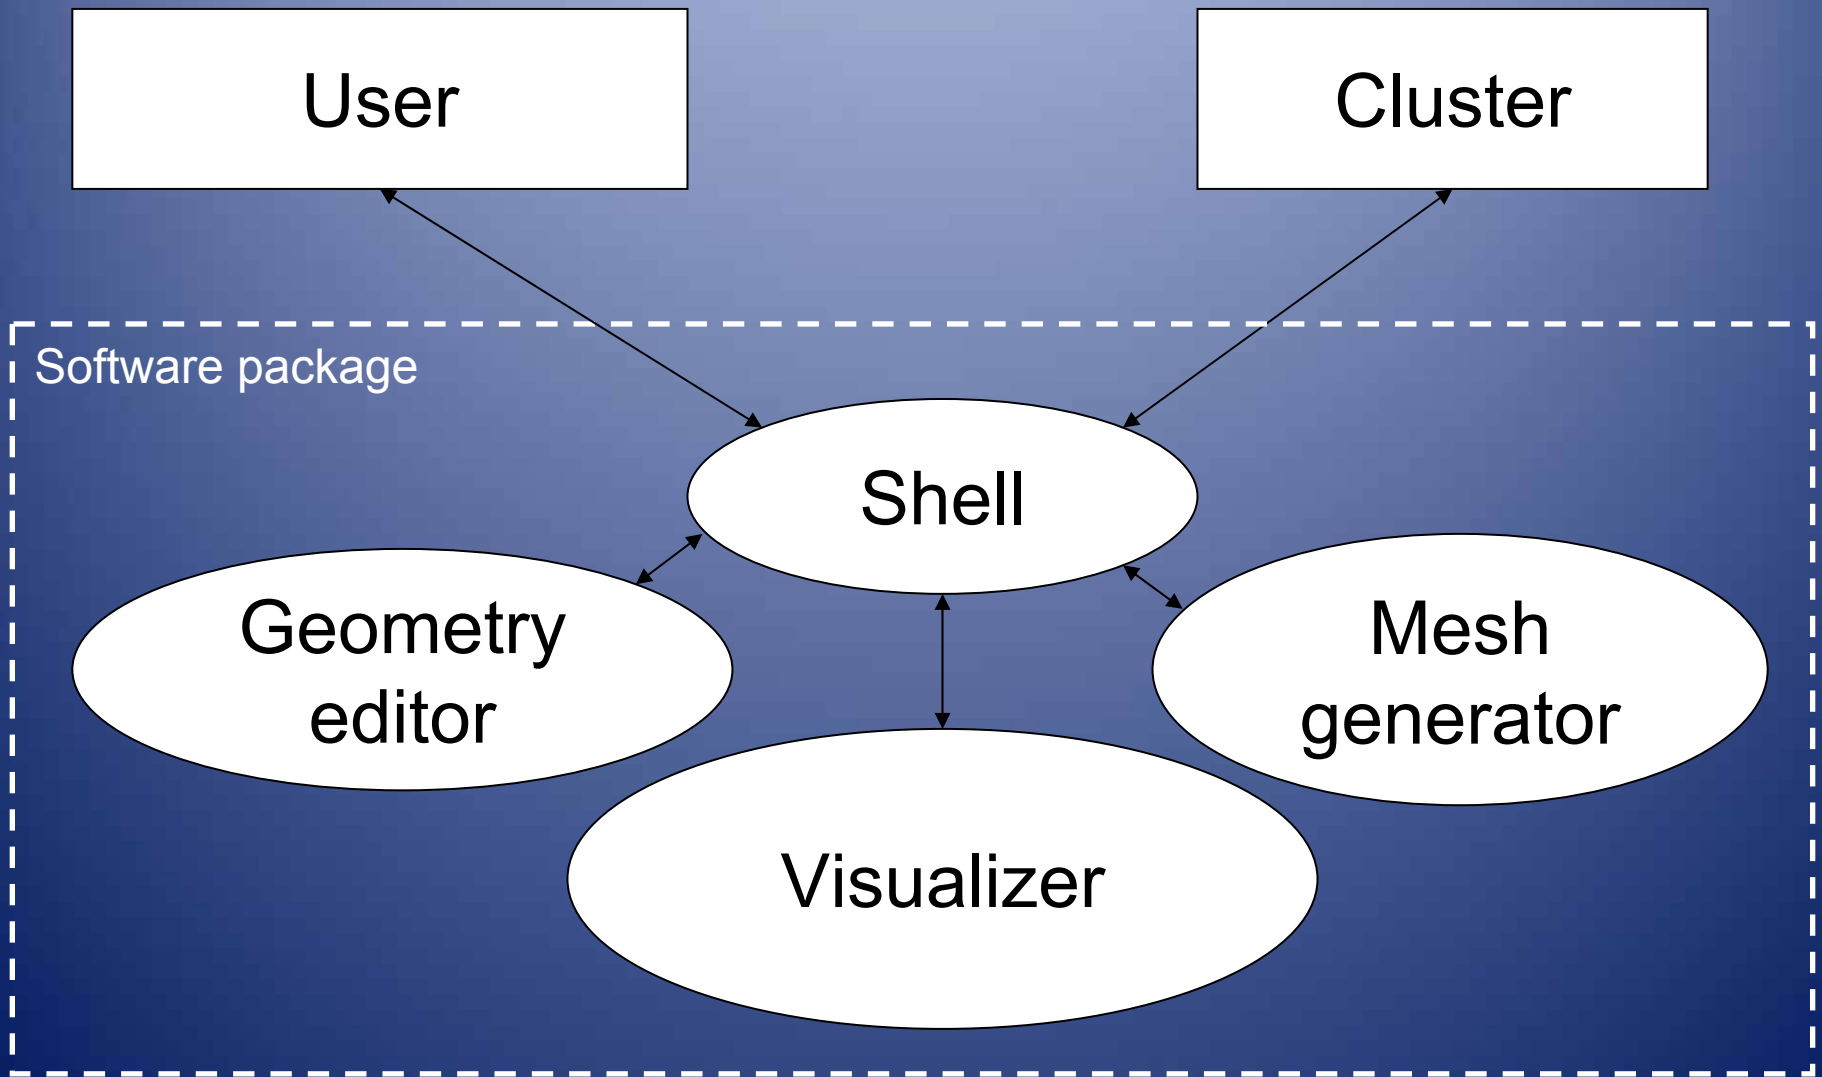 User
Cluster
Software package
Shell
Geometry
editor
Mesh
generator
Visualizer